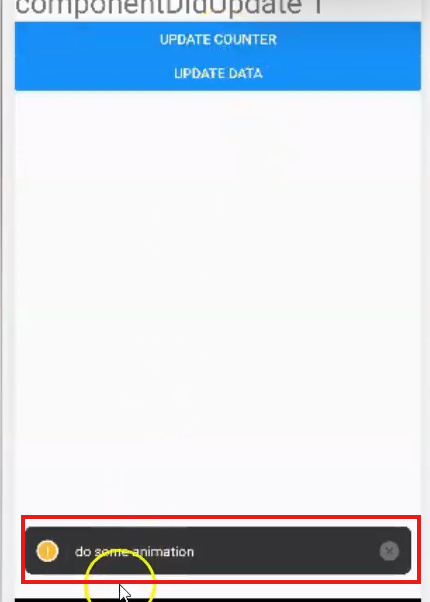 componentDidUpdate 1
UPDATE COUNTER
UPDATE DATA
do some animation